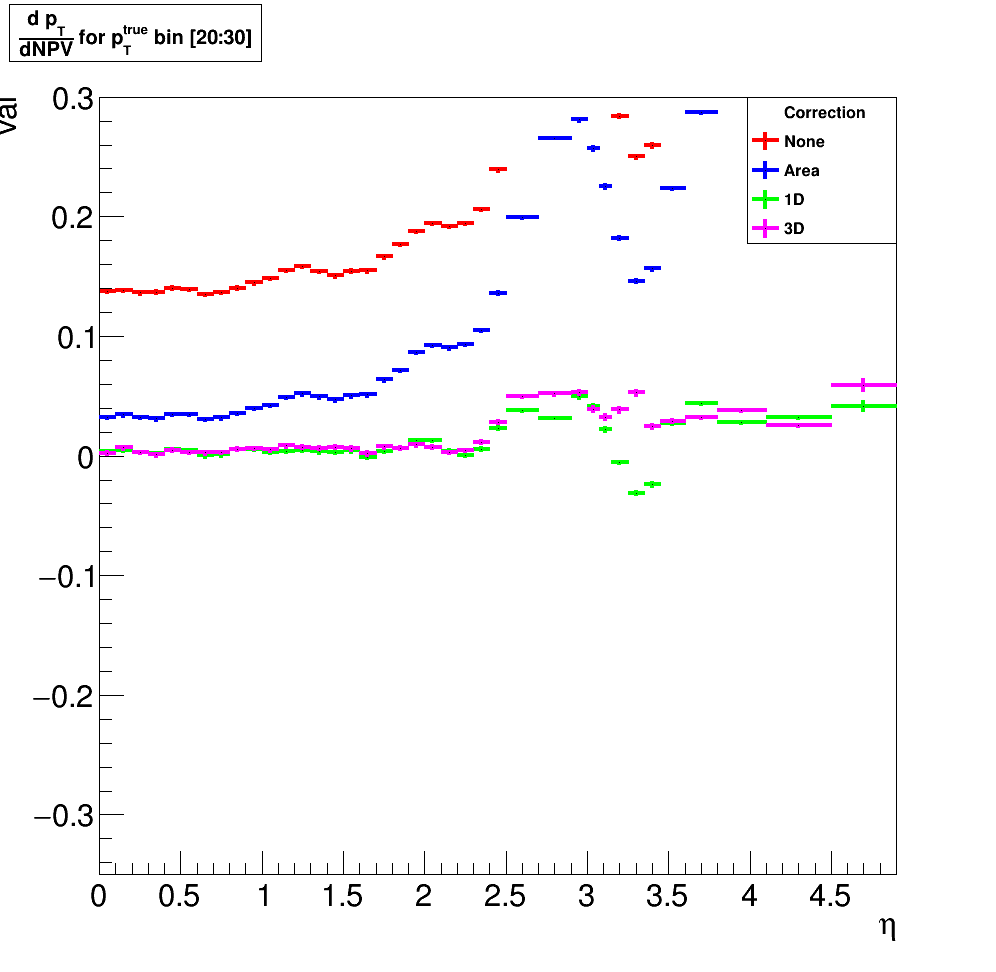 d p_T
dNPV for p_T^true bin [20:30]
val
0.3
0.2
0.1
0
−0.1
−0.2
−0.3
0 0.5 1 1.5 2 2.5 3 3.5 4 4.5
η
Correction
None
Area
1D
3D